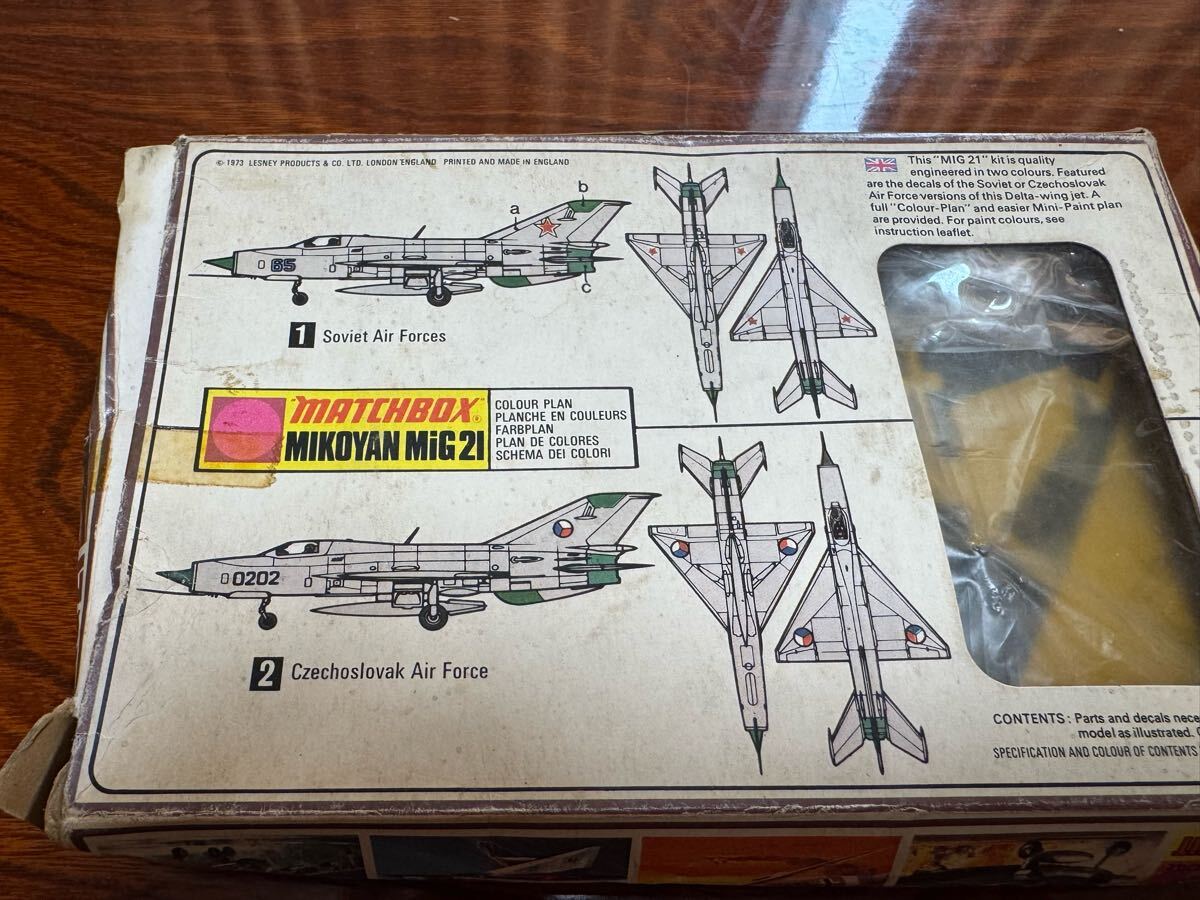 © 1973 LESNEY PRODUCTS & CO. LTD. LONDON ENGLAND PRINTED AND MADE IN ENGLAND
This "MIG 21" kit is quality
engineered in two colours. Featured
are the decals of the Soviet or Czechoslovak
Air Force versions of this Delta-wing jet. A
full "Colour-Plan" and easier Mini-Paint plan
are provided. For paint colours, see
instruction leaflet.
a
b
c
65
1 Soviet Air Forces
"MATCHBOX"®
MIKOYAN MiG 21
COLOUR PLAN
PLANCHE EN COULEURS
FARBPLAN
PLAN DE COLORES
SCHEMA DEI COLORI
0202
2 Czechoslovak Air Force
CONTENTS : Parts and decals nece
model as illustrated.
SPECIFICATION AND COLOUR OF CONTENTS